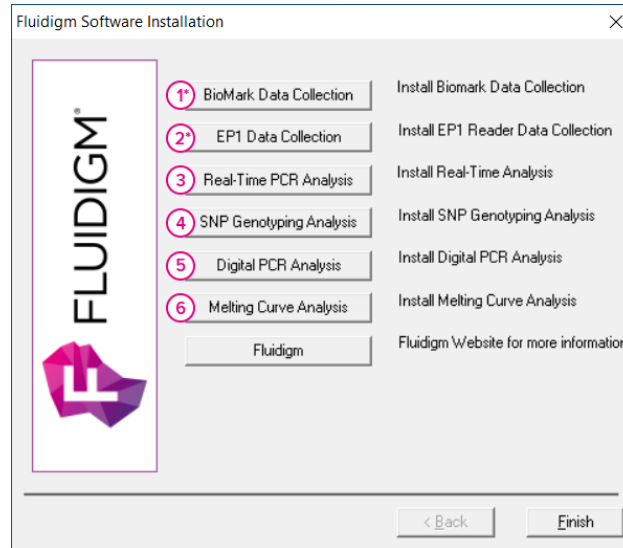 Fluidigm Software Installation
1* BioMark Data Collection Install Biomark Data Collection
2* EP1 Data Collection Install EP1 Reader Data Collection
3 Real-Time PCR Analysis Install Real-Time Analysis
4 SNP Genotyping Analysis Install SNP Genotyping Analysis
5 Digital PCR Analysis Install Digital PCR Analysis
6 Melting Curve Analysis Install Melting Curve Analysis
Fluidigm Fluidigm Website for more information
FLUIDIGM®
F
< Back Finish